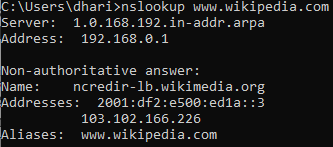 C:\Users\dhari>nslookup www.wikipedia.com
Server:  1.0.168.192.in-addr.arpa
Address:  192.168.0.1

Non-authoritative answer:
Name:    ncredir-lb.wikimedia.org
Addresses:  2001:df2:e500:ed1a::3
          103.102.166.226
Aliases:  www.wikipedia.com